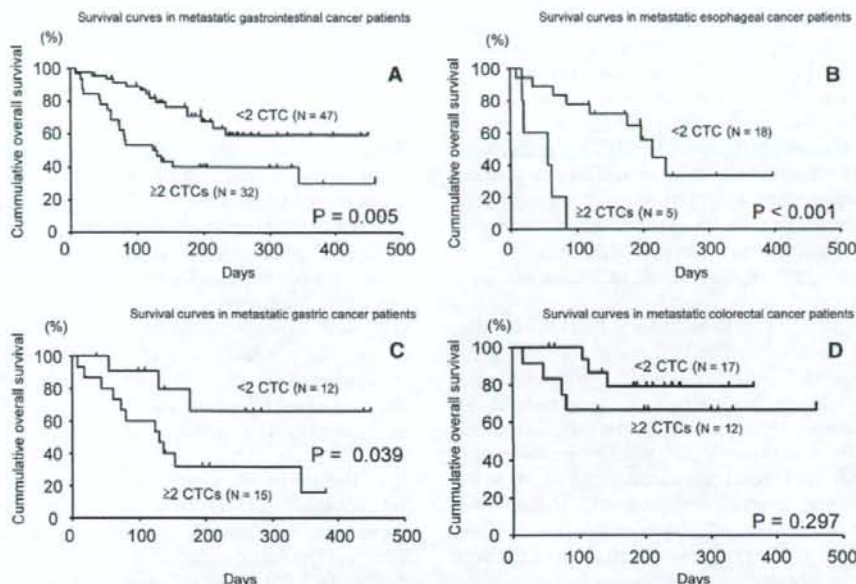 Survival curves in metastatic gastrointestinal cancer patients
(%)
A
100
80
60
40
20
0
0 100 200 300 400 500
Cummulative overall survival
Days
<2 CTC (N = 47)
≥2 CTCs (N = 32)
P = 0.005
Survival curves in metastatic esophageal cancer patients
(%)
B
100
80
60
40
20
0
0 100 200 300 400 500
Cummulative overall survival
Days
<2 CTC (N = 18)
≥2 CTCs (N = 5)
P < 0.001
Survival curves in metastatic gastric cancer patients
(%)
C
100
80
60
40
20
0
0 100 200 300 400 500
Cummulative overall survival
Days
<2 CTC (N = 12)
P = 0.039
≥2 CTCs (N = 15)
Survival curves in metastatic colorectal cancer patients
(%)
D
100
80
60
40
20
0
0 100 200 300 400 500
Cummulative overall survival
Days
<2 CTC (N = 17)
≥2 CTCs (N = 12)
P = 0.297